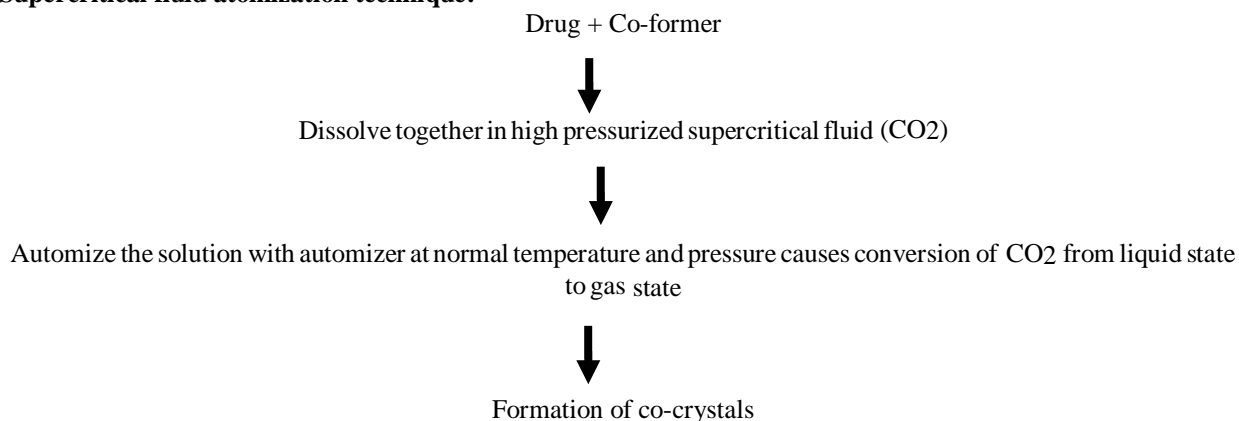 Supercritical fluid atomization technique:
Drug + Co-former
Dissolve together in high pressurized supercritical fluid (CO2)
Automize the solution with automizer at normal temperature and pressure causes conversion of CO2 from liquid state
to gas state
Formation of co-crystals